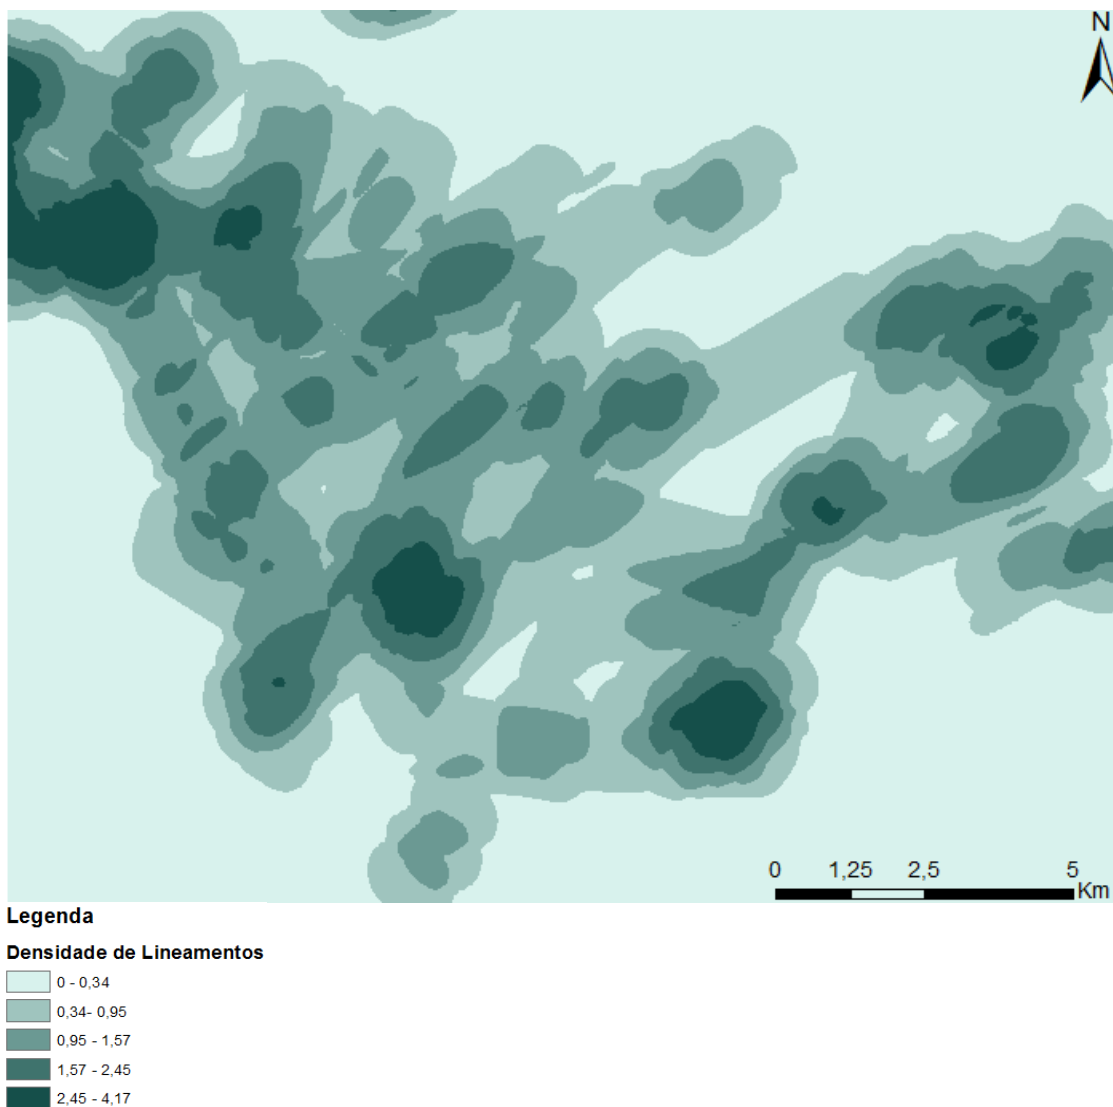 N
0 1,25 2,5 5
Km
Legenda
Densidade de Lineamentos
0 - 0,34
0,34- 0,95
0,95 - 1,57
1,57 - 2,45
2,45 - 4,17